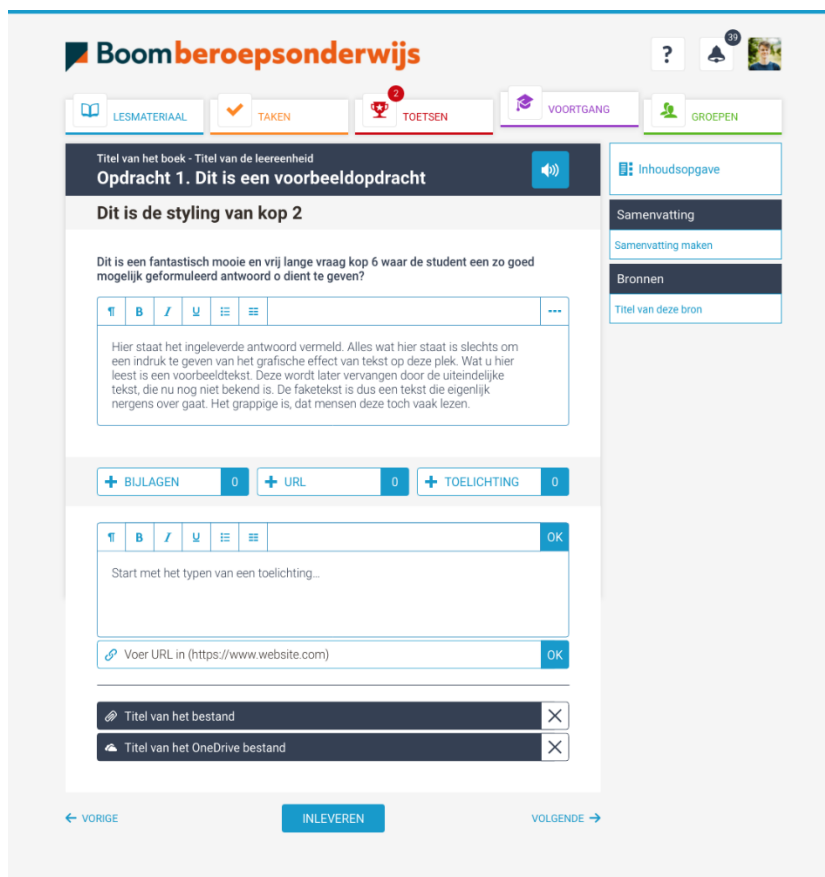 Boomberoepsonderwijs
?
39
LESMATERIAAL
TAKEN
2
TOETSEN
VOORTGANG
GROEPEN
Titel van het boek - Titel van de leereenheid
Opdracht 1. Dit is een voorbeeldopdracht
Dit is de styling van kop 2
Dit is een fantastisch mooie en vrij lange vraag kop 6 waar de student een zo goed
mogelijk geformuleerd antwoord o dient te geven?
¶ B I U ---
Hier staat het ingeleverde antwoord vermeld. Alles wat hier staat is slechts om
een indruk te geven van het grafische effect van tekst op deze plek. Wat u hier
leest is een voorbeeldtekst. Deze wordt later vervangen door de uiteindelijke
tekst, die nu nog niet bekend is. De faketekst is dus een tekst die eigenlijk
nergens over gaat. Het grappige is, dat mensen deze toch vaak lezen.
BIJLAGEN 0
URL 0
TOELICHTING 0
¶ B I U OK
Start met het typen van een toelichting...
Voer URL in (https://www.website.com) OK
Titel van het bestand
Titel van het OneDrive bestand
VORIGE
INLEVEREN
VOLGENDE
Inhoudsopgave
Samenvatting
Samenvatting maken
Bronnen
Titel van deze bron